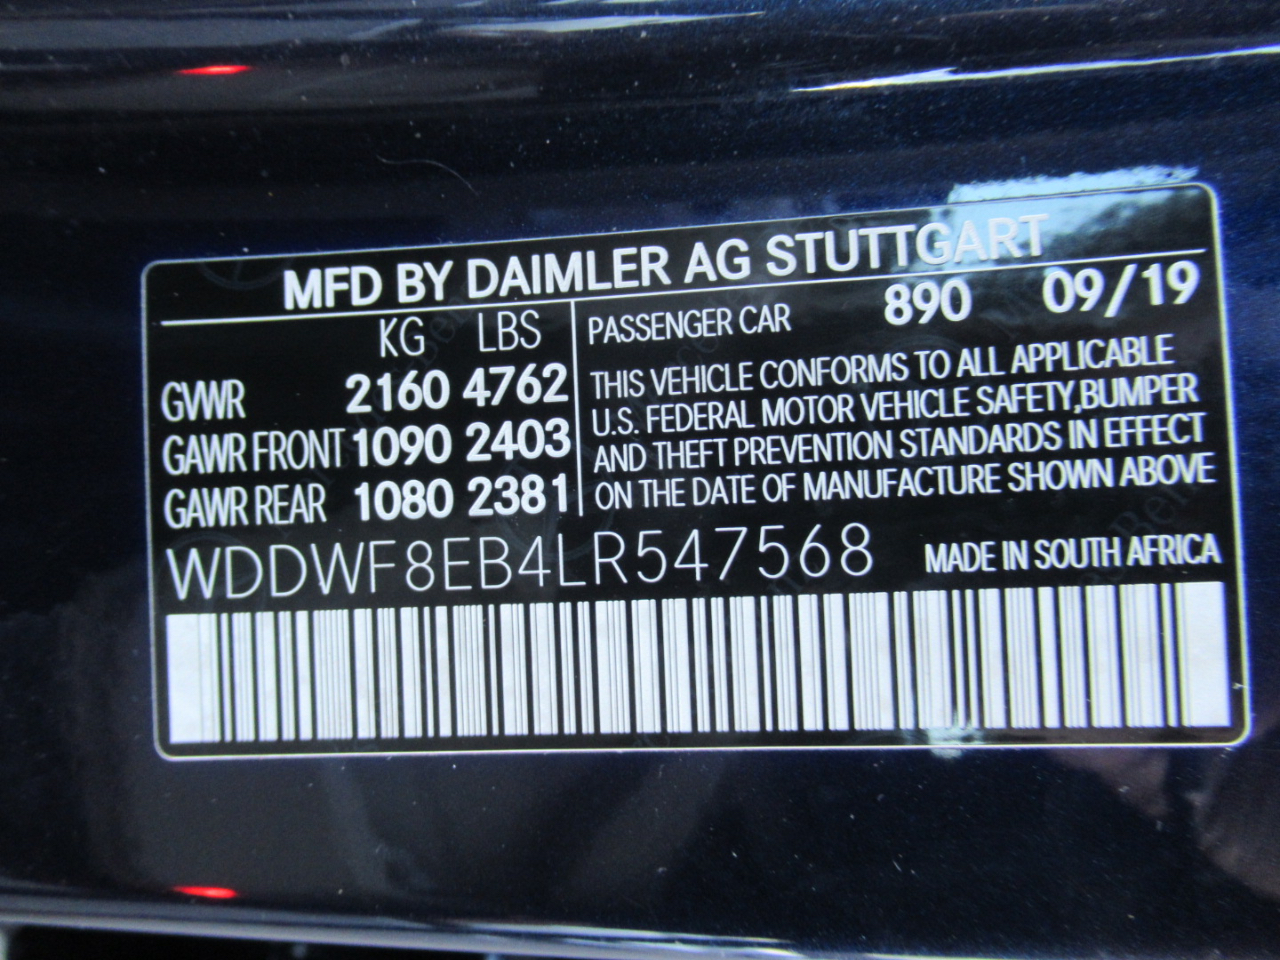 MFD BY DAIMLER AG STUTTGART
KG LBS
PASSENGER CAR 890 09/19
GVWR 2160 4762
GAWR FRONT 1090 2403
GAWR REAR 1080 2381
THIS VEHICLE CONFORMS TO ALL APPLICABLE
U.S. FEDERAL MOTOR VEHICLE SAFETY,BUMPER
AND THEFT PREVENTION STANDARDS IN EFFECT
ON THE DATE OF MANUFACTURE SHOWN ABOVE
WDDWF8EB4LR547568 MADE IN SOUTH AFRICA